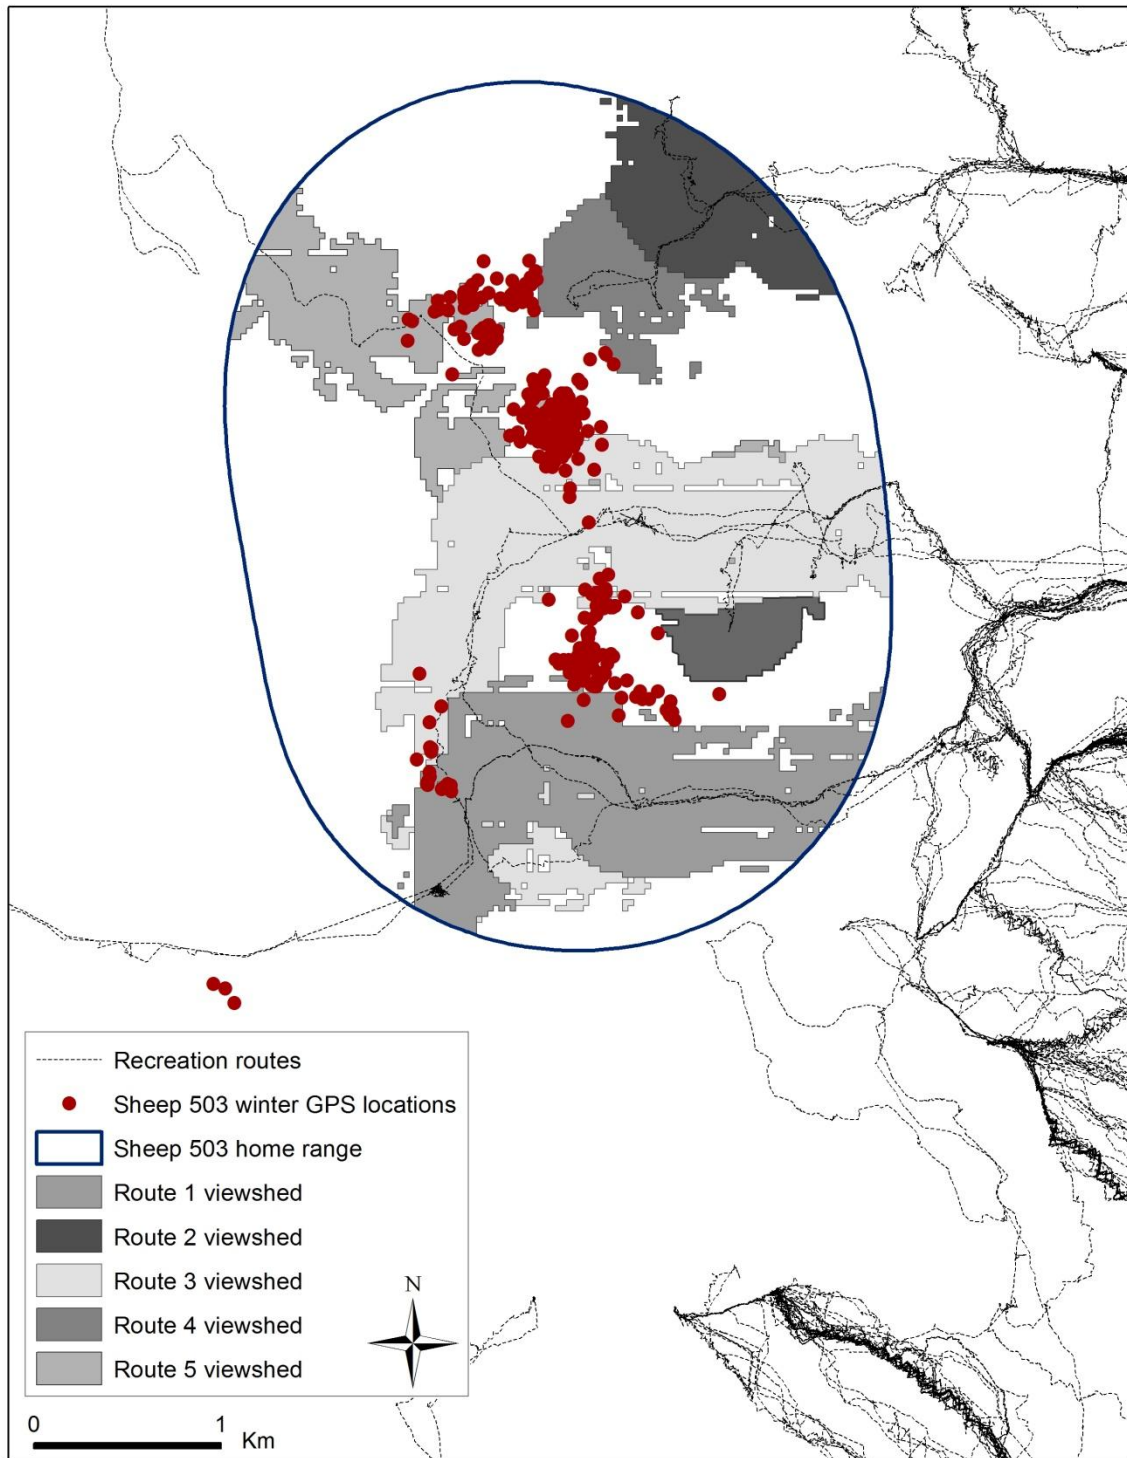 Recreation routes
Sheep 503 winter GPS locations
Sheep 503 home range
Route 1 viewshed
Route 2 viewshed
Route 3 viewshed
Route 4 viewshed
Route 5 viewshed
N
0 1
Km